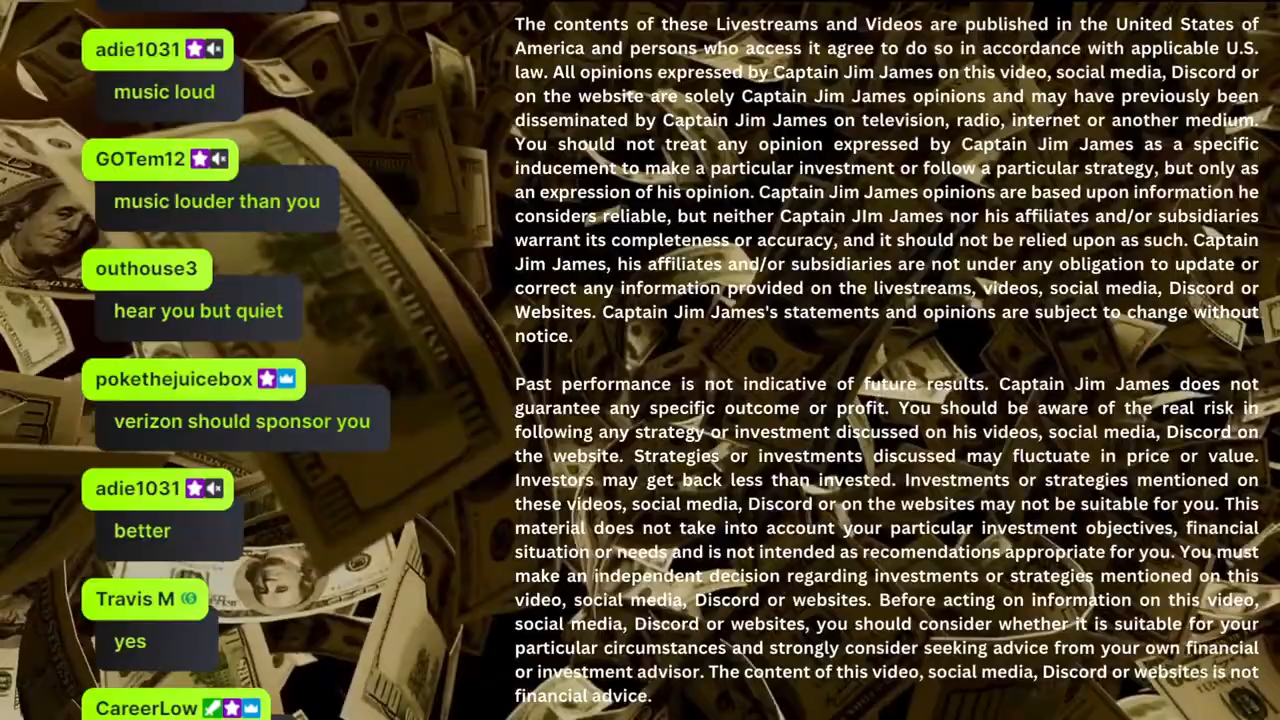 adie1031
music loud
GOTem12
music louder than you
outhouse3
hear you but quiet
pokethejuicebox
verizon should sponsor you
adie1031
better
Travis M
yes
CareerLow
The contents of these Livestreams and Videos are published in the United States of
America and persons who access it agree to do so in accordance with applicable U.S.
law. All opinions expressed by Captain Jim James on this video, social media, Discord or
on the website are solely Captain Jim James opinions and may have previously been
disseminated by Captain Jim James on television, radio, internet or another medium.
You should not treat any opinion expressed by Captain Jim James as a specific
inducement to make a particular investment or follow a particular strategy, but only as
an expression of his opinion. Captain Jim James opinions are based upon information he
considers reliable, but neither Captain JIm James nor his affiliates and/or subsidiaries
warrant its completeness or accuracy, and it should not be relied upon as such. Captain
Jim James, his affiliates and/or subsidiaries are not under any obligation to update or
correct any information provided on the livestreams, videos, social media, Discord or
Websites. Captain Jim James's statements and opinions are subject to change without
notice.
Past performance is not indicative of future results. Captain Jim James does not
guarantee any specific outcome or profit. You should be aware of the real risk in
following any strategy or investment discussed on his videos, social media, Discord on
the website. Strategies or investments discussed may fluctuate in price or value.
Investors may get back less than invested. Investments or strategies mentioned on
these videos, social media, Discord or on the websites may not be suitable for you. This
material does not take into account your particular investment objectives, financial
situation or needs and is not intended as recomendations appropriate for you. You must
make an independent decision regarding investments or strategies mentioned on this
video, social media, Discord or websites. Before acting on information on this video,
social media, Discord or websites, you should consider whether it is suitable for your
particular circumstances and strongly consider seeking advice from your own financial
or investment advisor. The content of this video, social media, Discord or websites is not
financial advice.